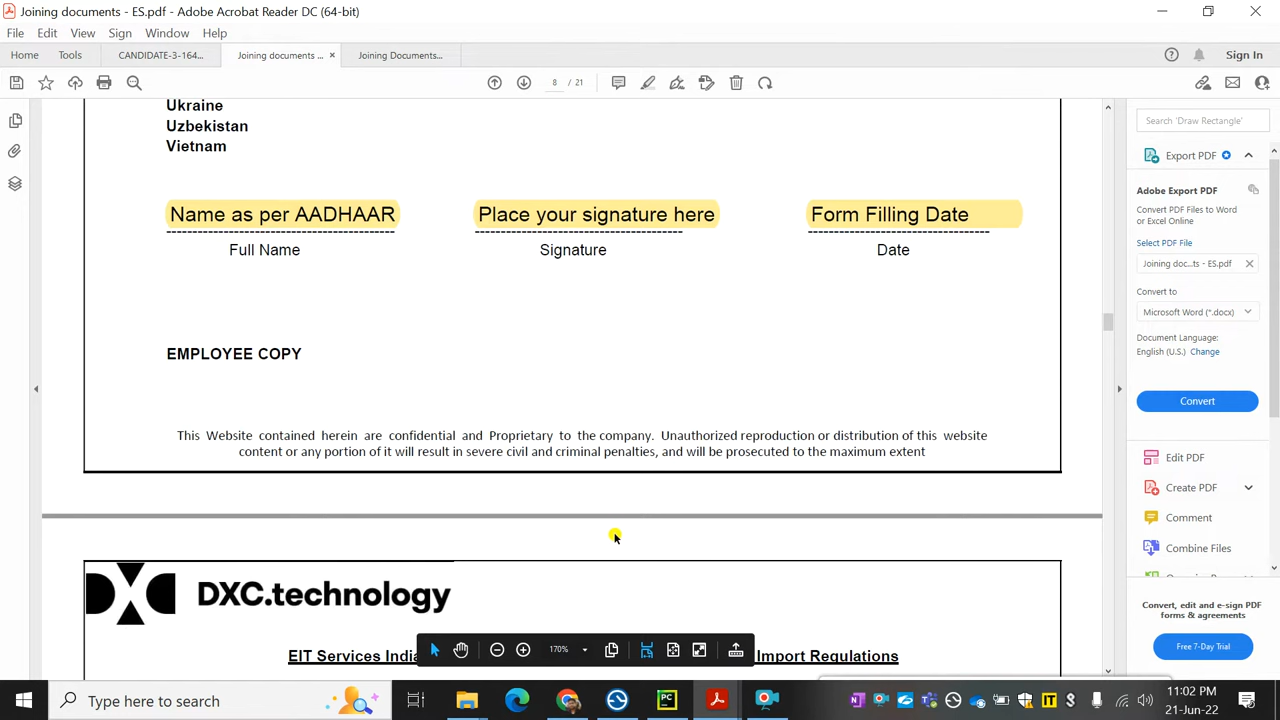 Joining documents - ES.pdf - Adobe Acrobat Reader DC (64-bit)
File Edit View Sign Window Help
Home Tools CANDIDATE-3-164... Joining documents ... × Joining Documents... Sign In
8 / 21
Ukraine
Uzbekistan
Vietnam
Name as per AADHAAR Place your signature here Form Filling Date
Full Name Signature Date
EMPLOYEE COPY
This Website contained herein are confidential and Proprietary to the company. Unauthorized reproduction or distribution of this website
content or any portion of it will result in severe civil and criminal penalties, and will be prosecuted to the maximum extent
DXC.technology
EIT Services Indi
Import Regulations
170%
Search 'Draw Rectangle'
Export PDF
Adobe Export PDF
Convert PDF Files to Word
or Excel Online
Select PDF File
Joining doc...ts - ES.pdf
Convert to
Microsoft Word (*.docx)
Document Language:
English (U.S.) Change
Convert
Edit PDF
Create PDF
Comment
Combine Files
Convert, edit and e-sign PDF
forms & agreements
Free 7-Day Trial
Type here to search
11:02 PM
21-Jun-22